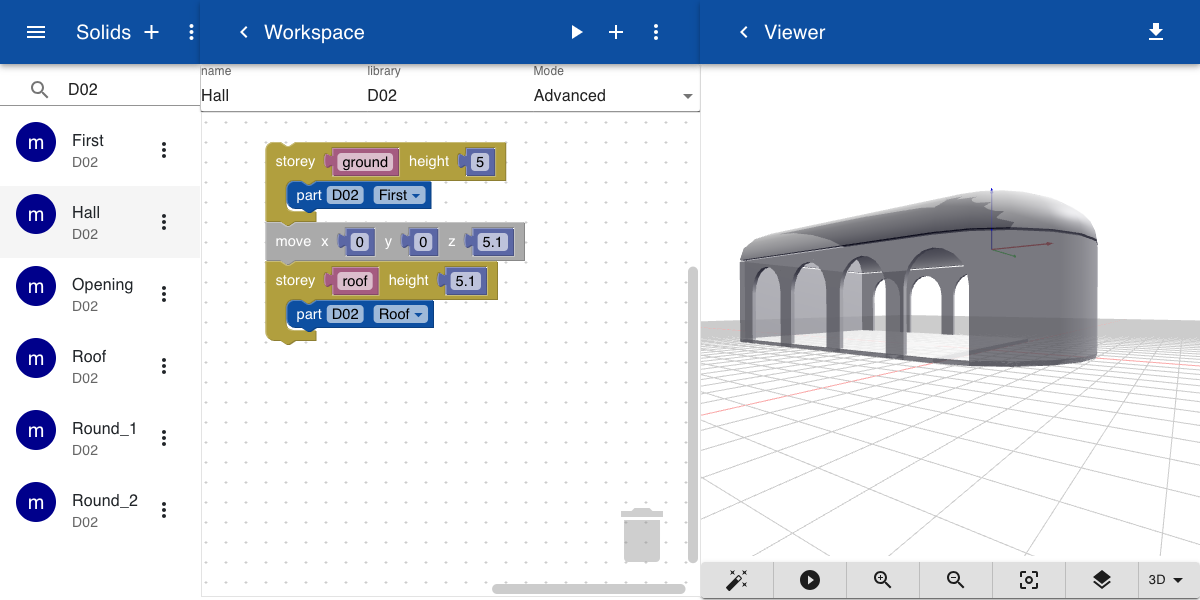 Solids
Workspace
Viewer
D02
name
library
Mode
Hall
D02
Advanced
m
First
D02
m
Hall
D02
m
Opening
D02
m
Roof
D02
m
Round_1
D02
m
Round_2
D02
storey ground height 5
part D02 First
move x 0 y 0 z 5.1
storey roof height 5.1
part D02 Roof
3D